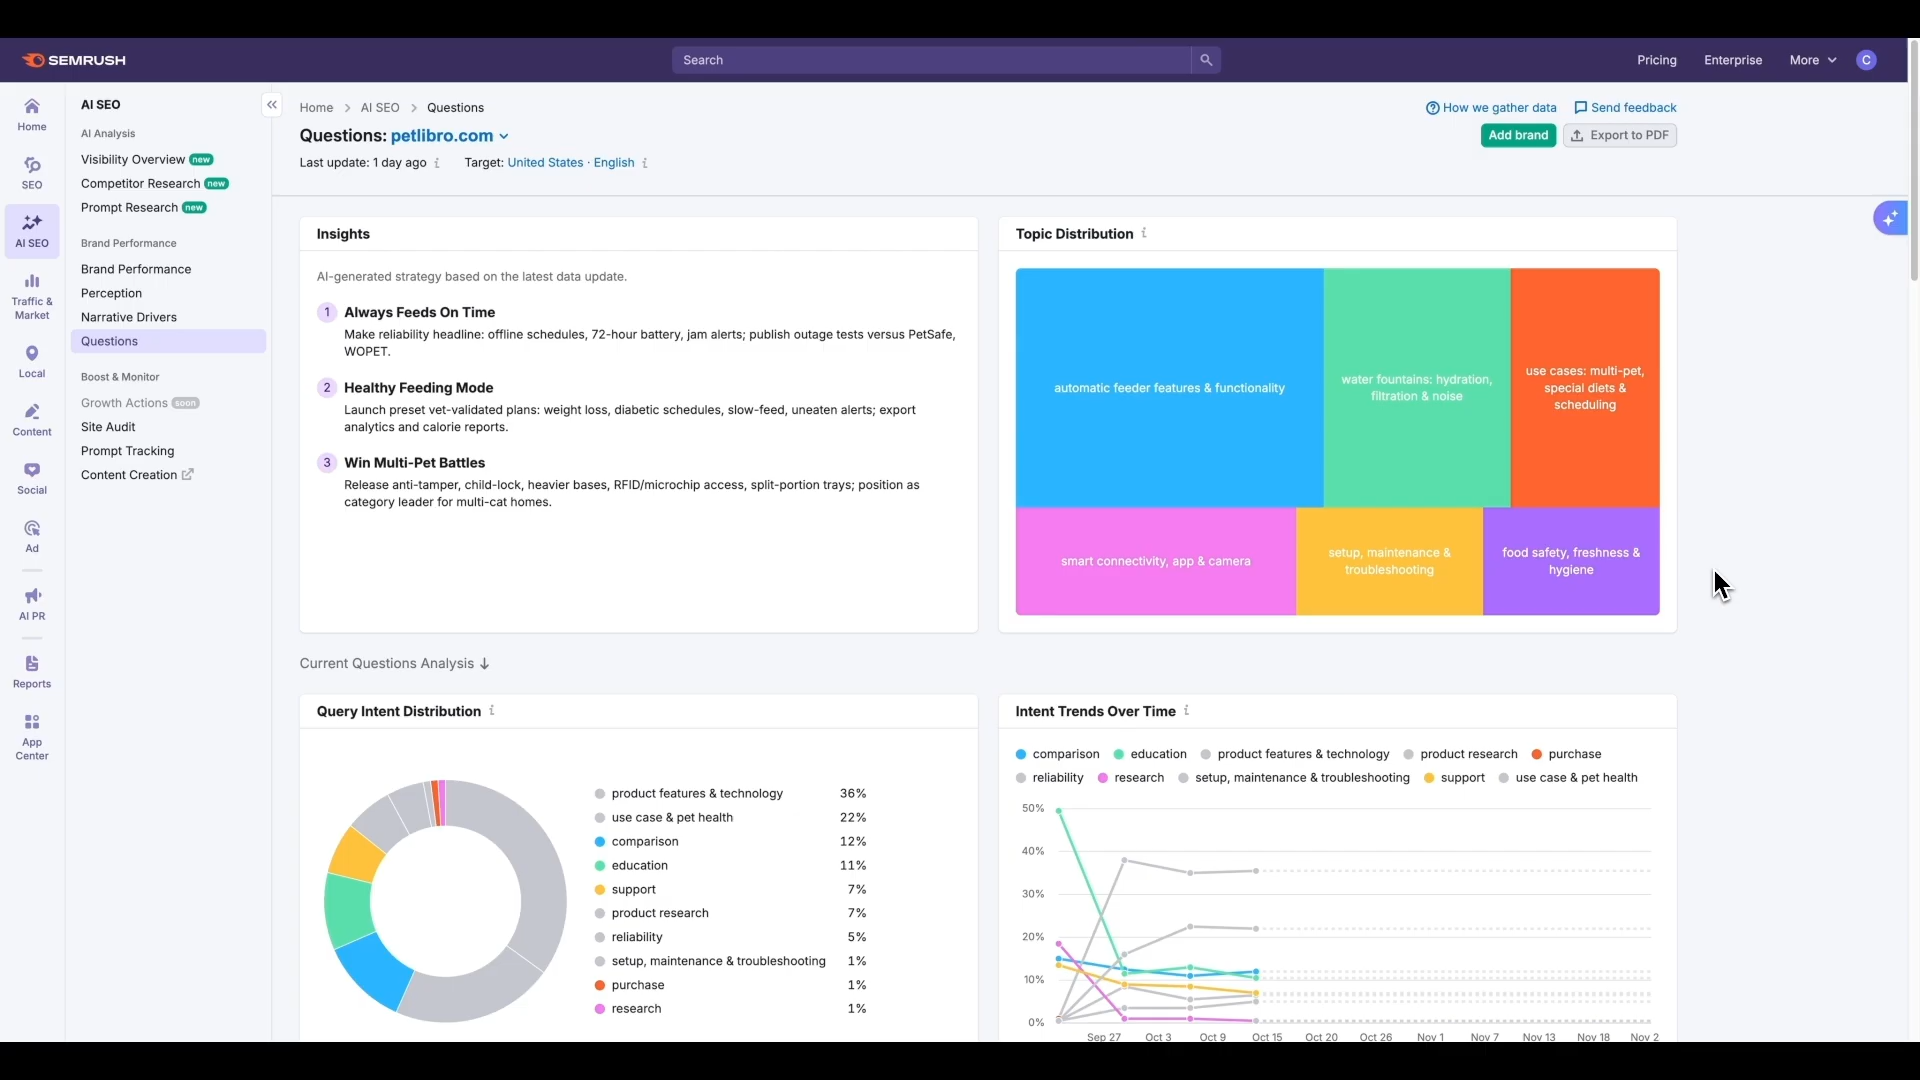 SEMRUSH
Search
Pricing
Enterprise
More
C
Home
SEO
AI SEO
Traffic &
Market
Local
Content
Social
Ad
AI PR
Reports
App
Center
AI SEO
AI Analysis
Visibility Overview new
Competitor Research new
Prompt Research new
Brand Performance
Brand Performance
Perception
Narrative Drivers
Questions
Boost & Monitor
Growth Actions soon
Site Audit
Prompt Tracking
Content Creation
Home > AI SEO > Questions
How we gather data
Send feedback
Questions: petlibro.com
Add brand
Export to PDF
Last update: 1 day ago i Target: United States · English i
Insights
AI-generated strategy based on the latest data update.
1 Always Feeds On Time
Make reliability headline: offline schedules, 72-hour battery, jam alerts; publish outage tests versus PetSafe,
WOPET.
2 Healthy Feeding Mode
Launch preset vet-validated plans: weight loss, diabetic schedules, slow-feed, uneaten alerts; export
analytics and calorie reports.
3 Win Multi-Pet Battles
Release anti-tamper, child-lock, heavier bases, RFID/microchip access, split-portion trays; position as
category leader for multi-cat homes.
Topic Distribution i
automatic feeder features & functionality
water fountains: hydration,
filtration & noise
use cases: multi-pet,
special diets &
scheduling
smart connectivity, app & camera
setup, maintenance &
troubleshooting
food safety, freshness &
hygiene
Current Questions Analysis ↓
Query Intent Distribution i
product features & technology 36%
use case & pet health 22%
comparison 12%
education 11%
support 7%
product research 7%
reliability 5%
setup, maintenance & troubleshooting 1%
purchase 1%
research 1%
Intent Trends Over Time i
comparison education product features & technology product research purchase
reliability research setup, maintenance & troubleshooting support use case & pet health
50%
40%
30%
20%
10%
0%
Sep 27 Oct 3 Oct 9 Oct 15 Oct 20 Oct 26 Nov 1 Nov 7 Nov 13 Nov 18 Nov 2